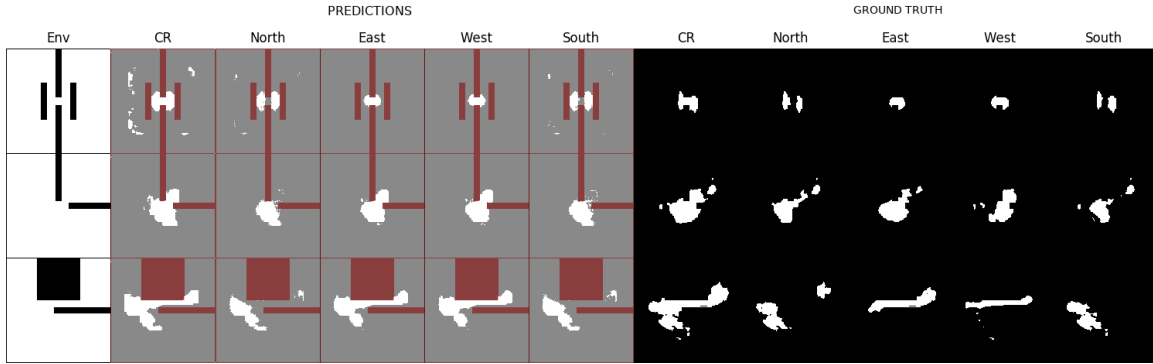 PREDICTIONS GROUND TRUTH
Env CR North East West South CR North East West South